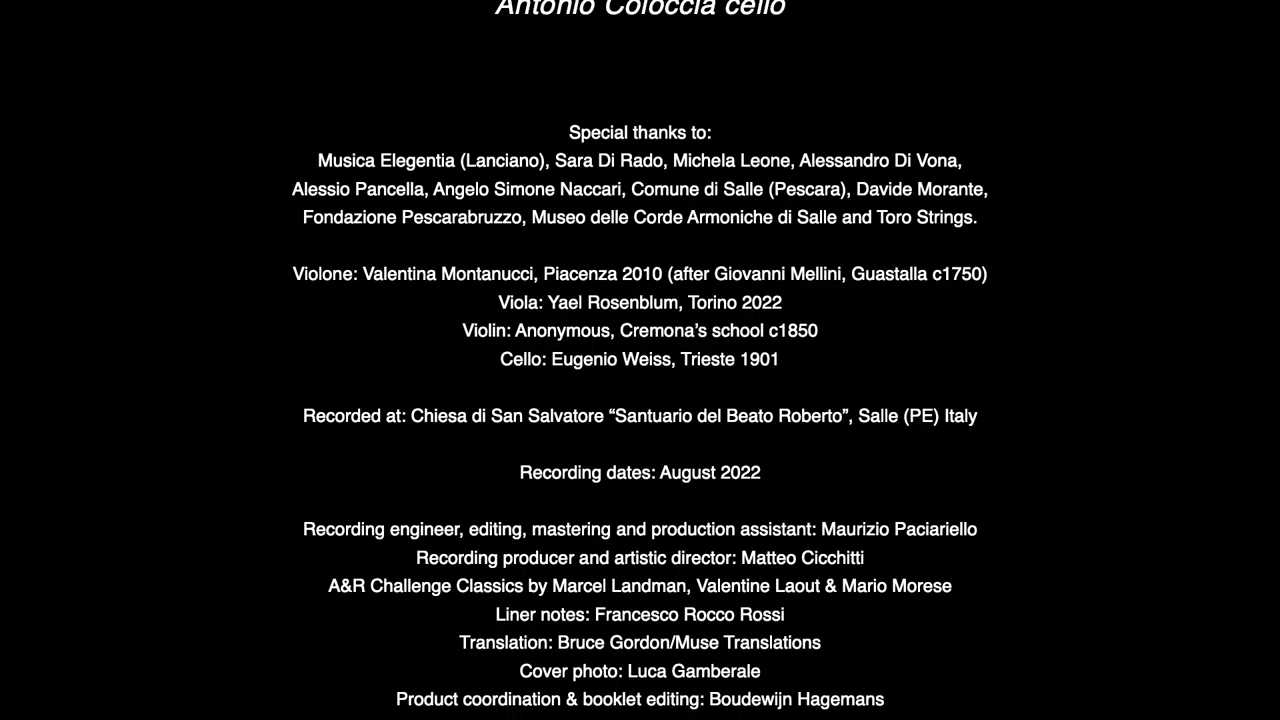 Antonio Coloccia cello
Special thanks to:
Musica Elegentia (Lanciano), Sara Di Rado, Michela Leone, Alessandro Di Vona,
Alessio Pancella, Angelo Simone Naccari, Comune di Salle (Pescara), Davide Morante,
Fondazione Pescarabruzzo, Museo delle Corde Armoniche di Salle and Toro Strings.
Violone: Valentina Montanucci, Piacenza 2010 (after Giovanni Mellini, Guastalla c1750)
Viola: Yael Rosenblum, Torino 2022
Violin: Anonymous, Cremona’s school c1850
Cello: Eugenio Weiss, Trieste 1901
Recorded at: Chiesa di San Salvatore “Santuario del Beato Roberto”, Salle (PE) Italy
Recording dates: August 2022
Recording engineer, editing, mastering and production assistant: Maurizio Paciariello
Recording producer and artistic director: Matteo Cicchitti
A&R Challenge Classics by Marcel Landman, Valentine Laout & Mario Morese
Liner notes: Francesco Rocco Rossi
Translation: Bruce Gordon/Muse Translations
Cover photo: Luca Gamberale
Product coordination & booklet editing: Boudewijn Hagemans